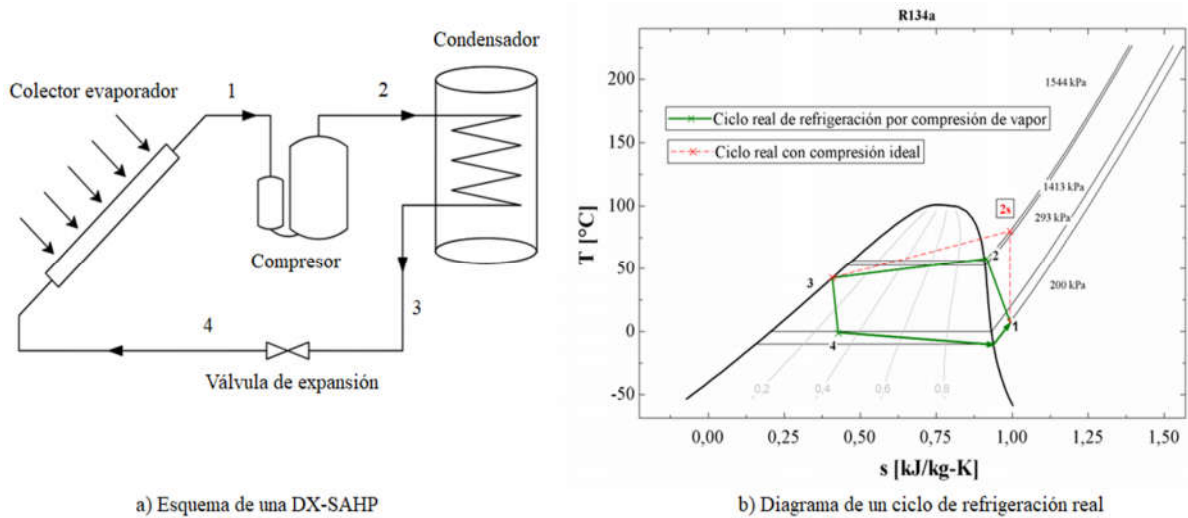 Condensador
Colector evaporador
1
2
Compresor
3
4
Válvula de expansión
a) Esquema de una DX-SAHP
R134a
T [°C]
200
150
100
50
0
-50
1544 kPa
Ciclo real de refrigeración por compresión de vapor
Ciclo real con compresión ideal
1413 kPa
2s
293 kPa
2
3
200 kPa
1
4
0,2
0,4
0,6
0,8
0,00
0,25
0,50
0,75
1,00
1,25
1,50
s [kJ/kg-K]
b) Diagrama de un ciclo de refrigeración real